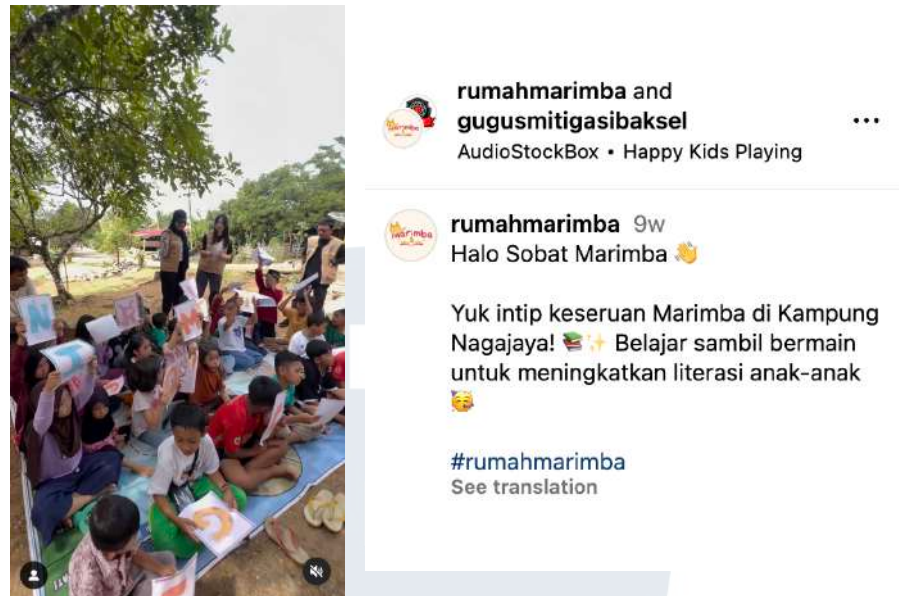 rumahmarimba and
gugusmitigasibaksel
AudioStockBox • Happy Kids Playing
marimba
rumahmarimba 9w
Halo Sobat Marimba 👋
Yuk intip keseruan Marimba di Kampung
Nagajaya! 📚✨ Belajar sambil bermain
untuk meningkatkan literasi anak-anak
🥳
#rumahmarimba
See translation
N
M
T
G